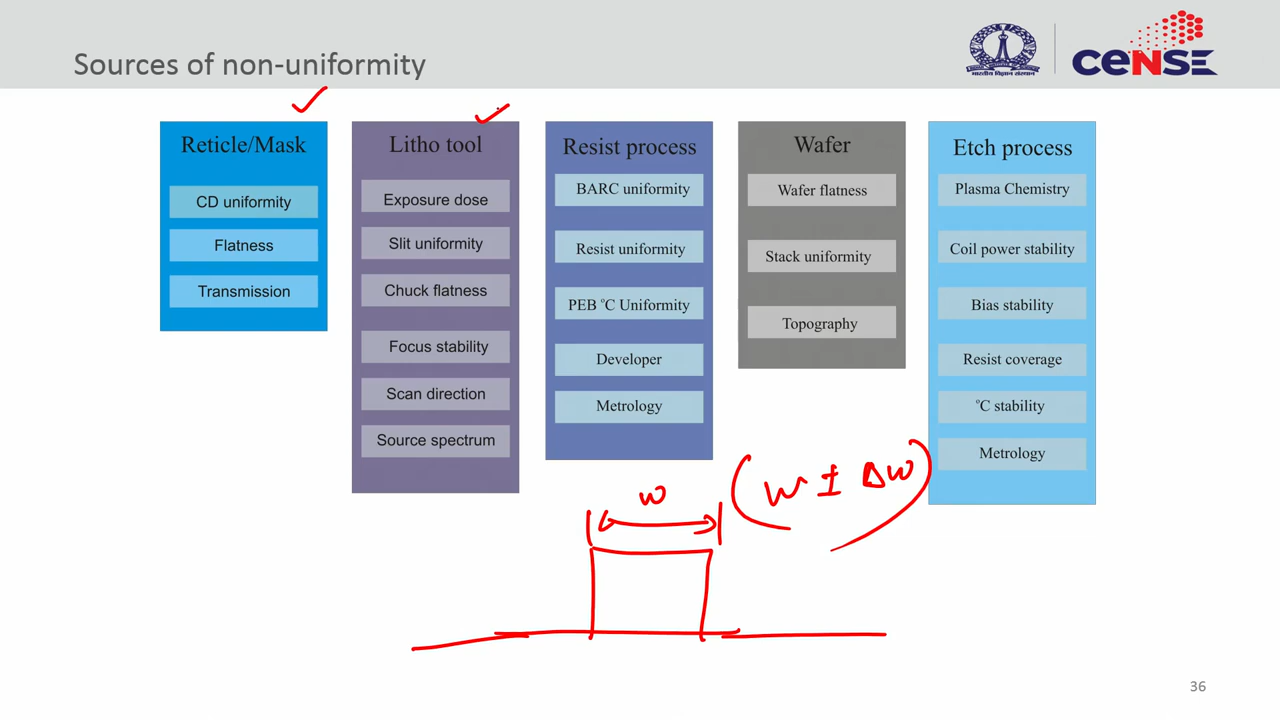 Sources of non-uniformity
भारतीय विज्ञान संस्थान
CeNSE
Reticle/Mask
CD uniformity
Flatness
Transmission
Litho tool
Exposure dose
Slit uniformity
Chuck flatness
Focus stability
Scan direction
Source spectrum
Resist process
BARC uniformity
Resist uniformity
PEB °C Uniformity
Developer
Metrology
Wafer
Wafer flatness
Stack uniformity
Topography
Etch process
Plasma Chemistry
Coil power stability
Bias stability
Resist coverage
°C stability
Metrology
w
(w ± Δw)
36